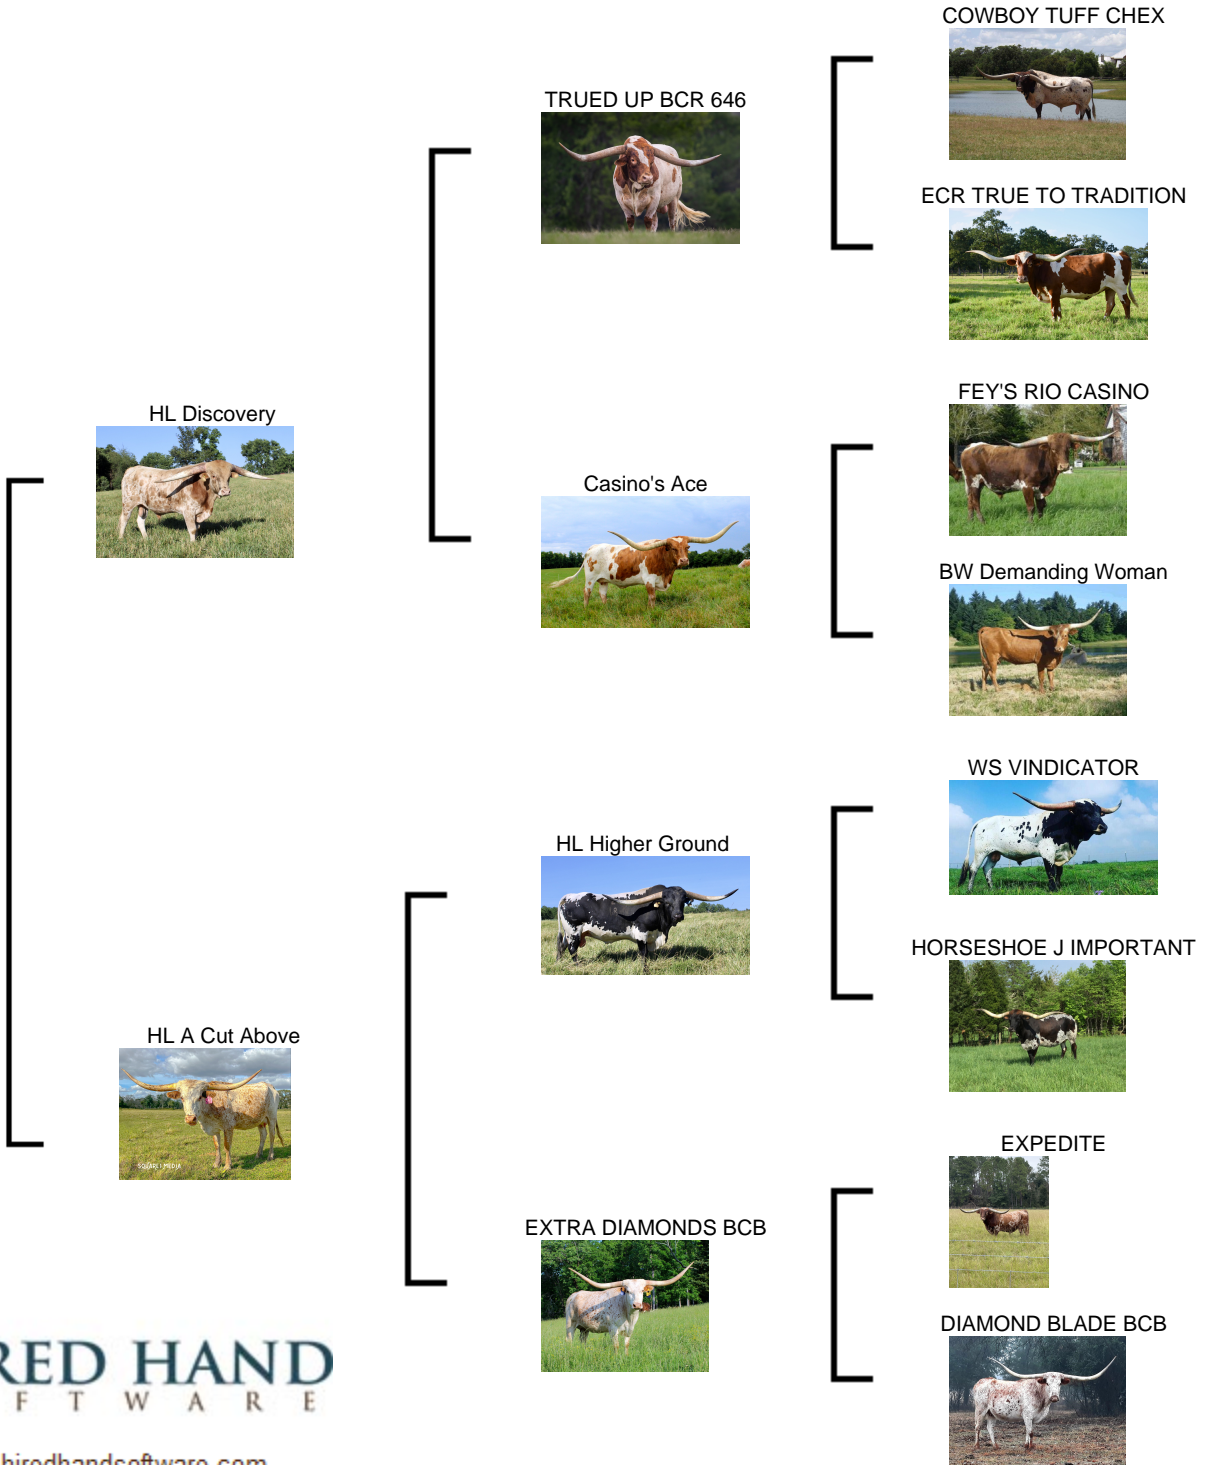 COWBOY TUFF CHEX
TRUED UP BCR 646
ECR TRUE TO TRADITION
FEY'S RIO CASINO
HL Discovery
Casino's Ace
BW Demanding Woman
WS VINDICATOR
HL Higher Ground
HORSESHOE J IMPORTANT
HL A Cut Above
EXPEDITE
EXTRA DIAMONDS BCB
DIAMOND BLADE BCB
RED HAND
F T W A R E
hiredhandsoftware.com